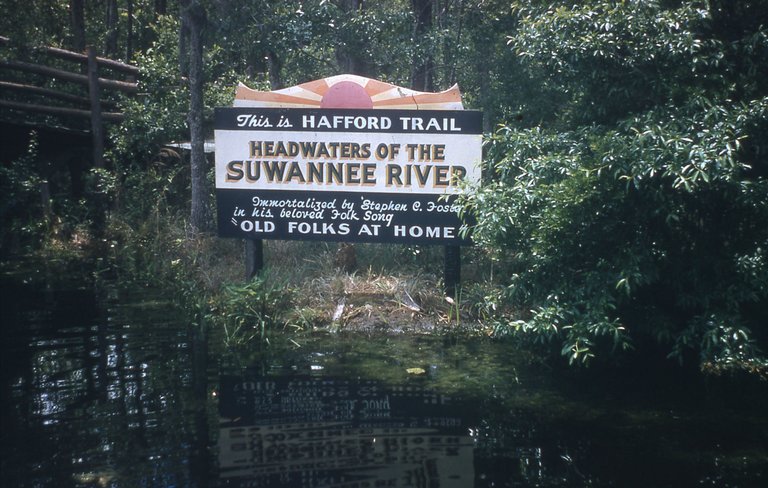 This is HAFFORD TRAIL
HEADWATERS OF THE
SUWANNEE RIVER
Immortalized by Stephen C. Foste
in his beloved Folk Song
"OLD FOLKS AT HOME"